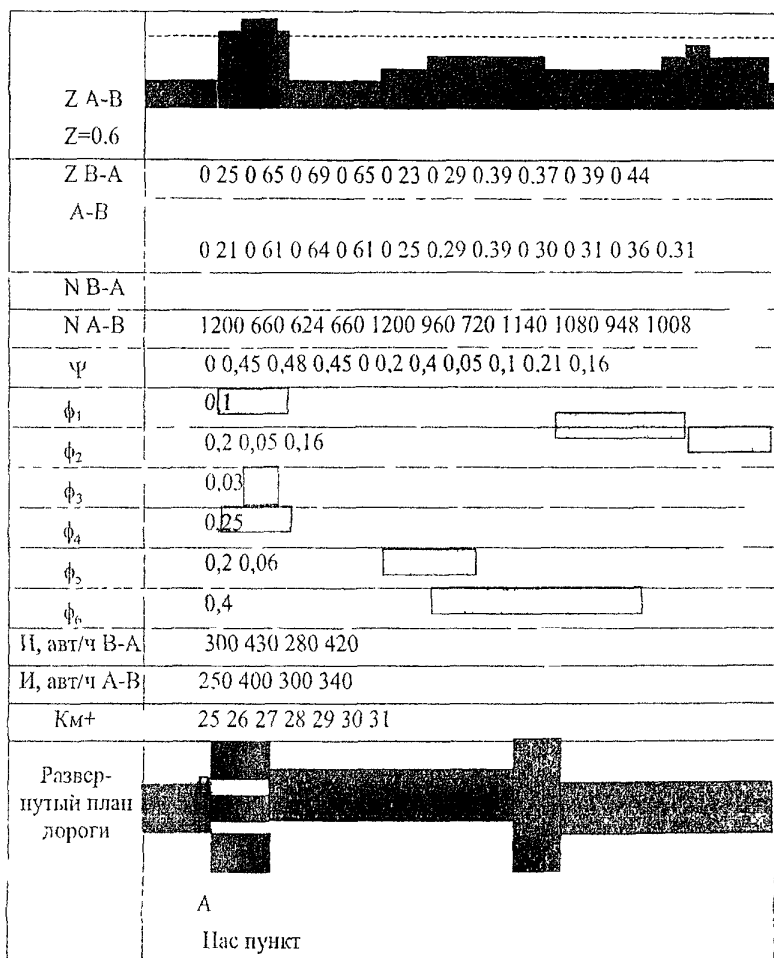 Z A-B
Z=0.6
Z B-A 0 25 0 65 0 69 0 65 0 23 0 29 0.39 0.37 0 39 0 44
A-B
0 21 0 61 0 64 0 61 0 25 0.29 0.39 0 30 0 31 0 36 0.31
N B-A
N A-B 1200 660 624 660 1200 960 720 1140 1080 948 1008
Ψ 0 0,45 0,48 0,45 0 0,2 0,4 0,05 0,1 0,21 0,16
ϕ₁ 0,1
ϕ₂ 0,2 0,05 0,16
ϕ₃ 0,03
ϕ₄ 0,25
ϕ₅ 0,2 0,06
ϕ₆ 0,4
И, авт/ч В-А 300 430 280 420
И, авт/ч А-В 250 400 300 340
Км+ 25 26 27 28 29 30 31
Развер-
нутый план
дороги
А
Нас пункт